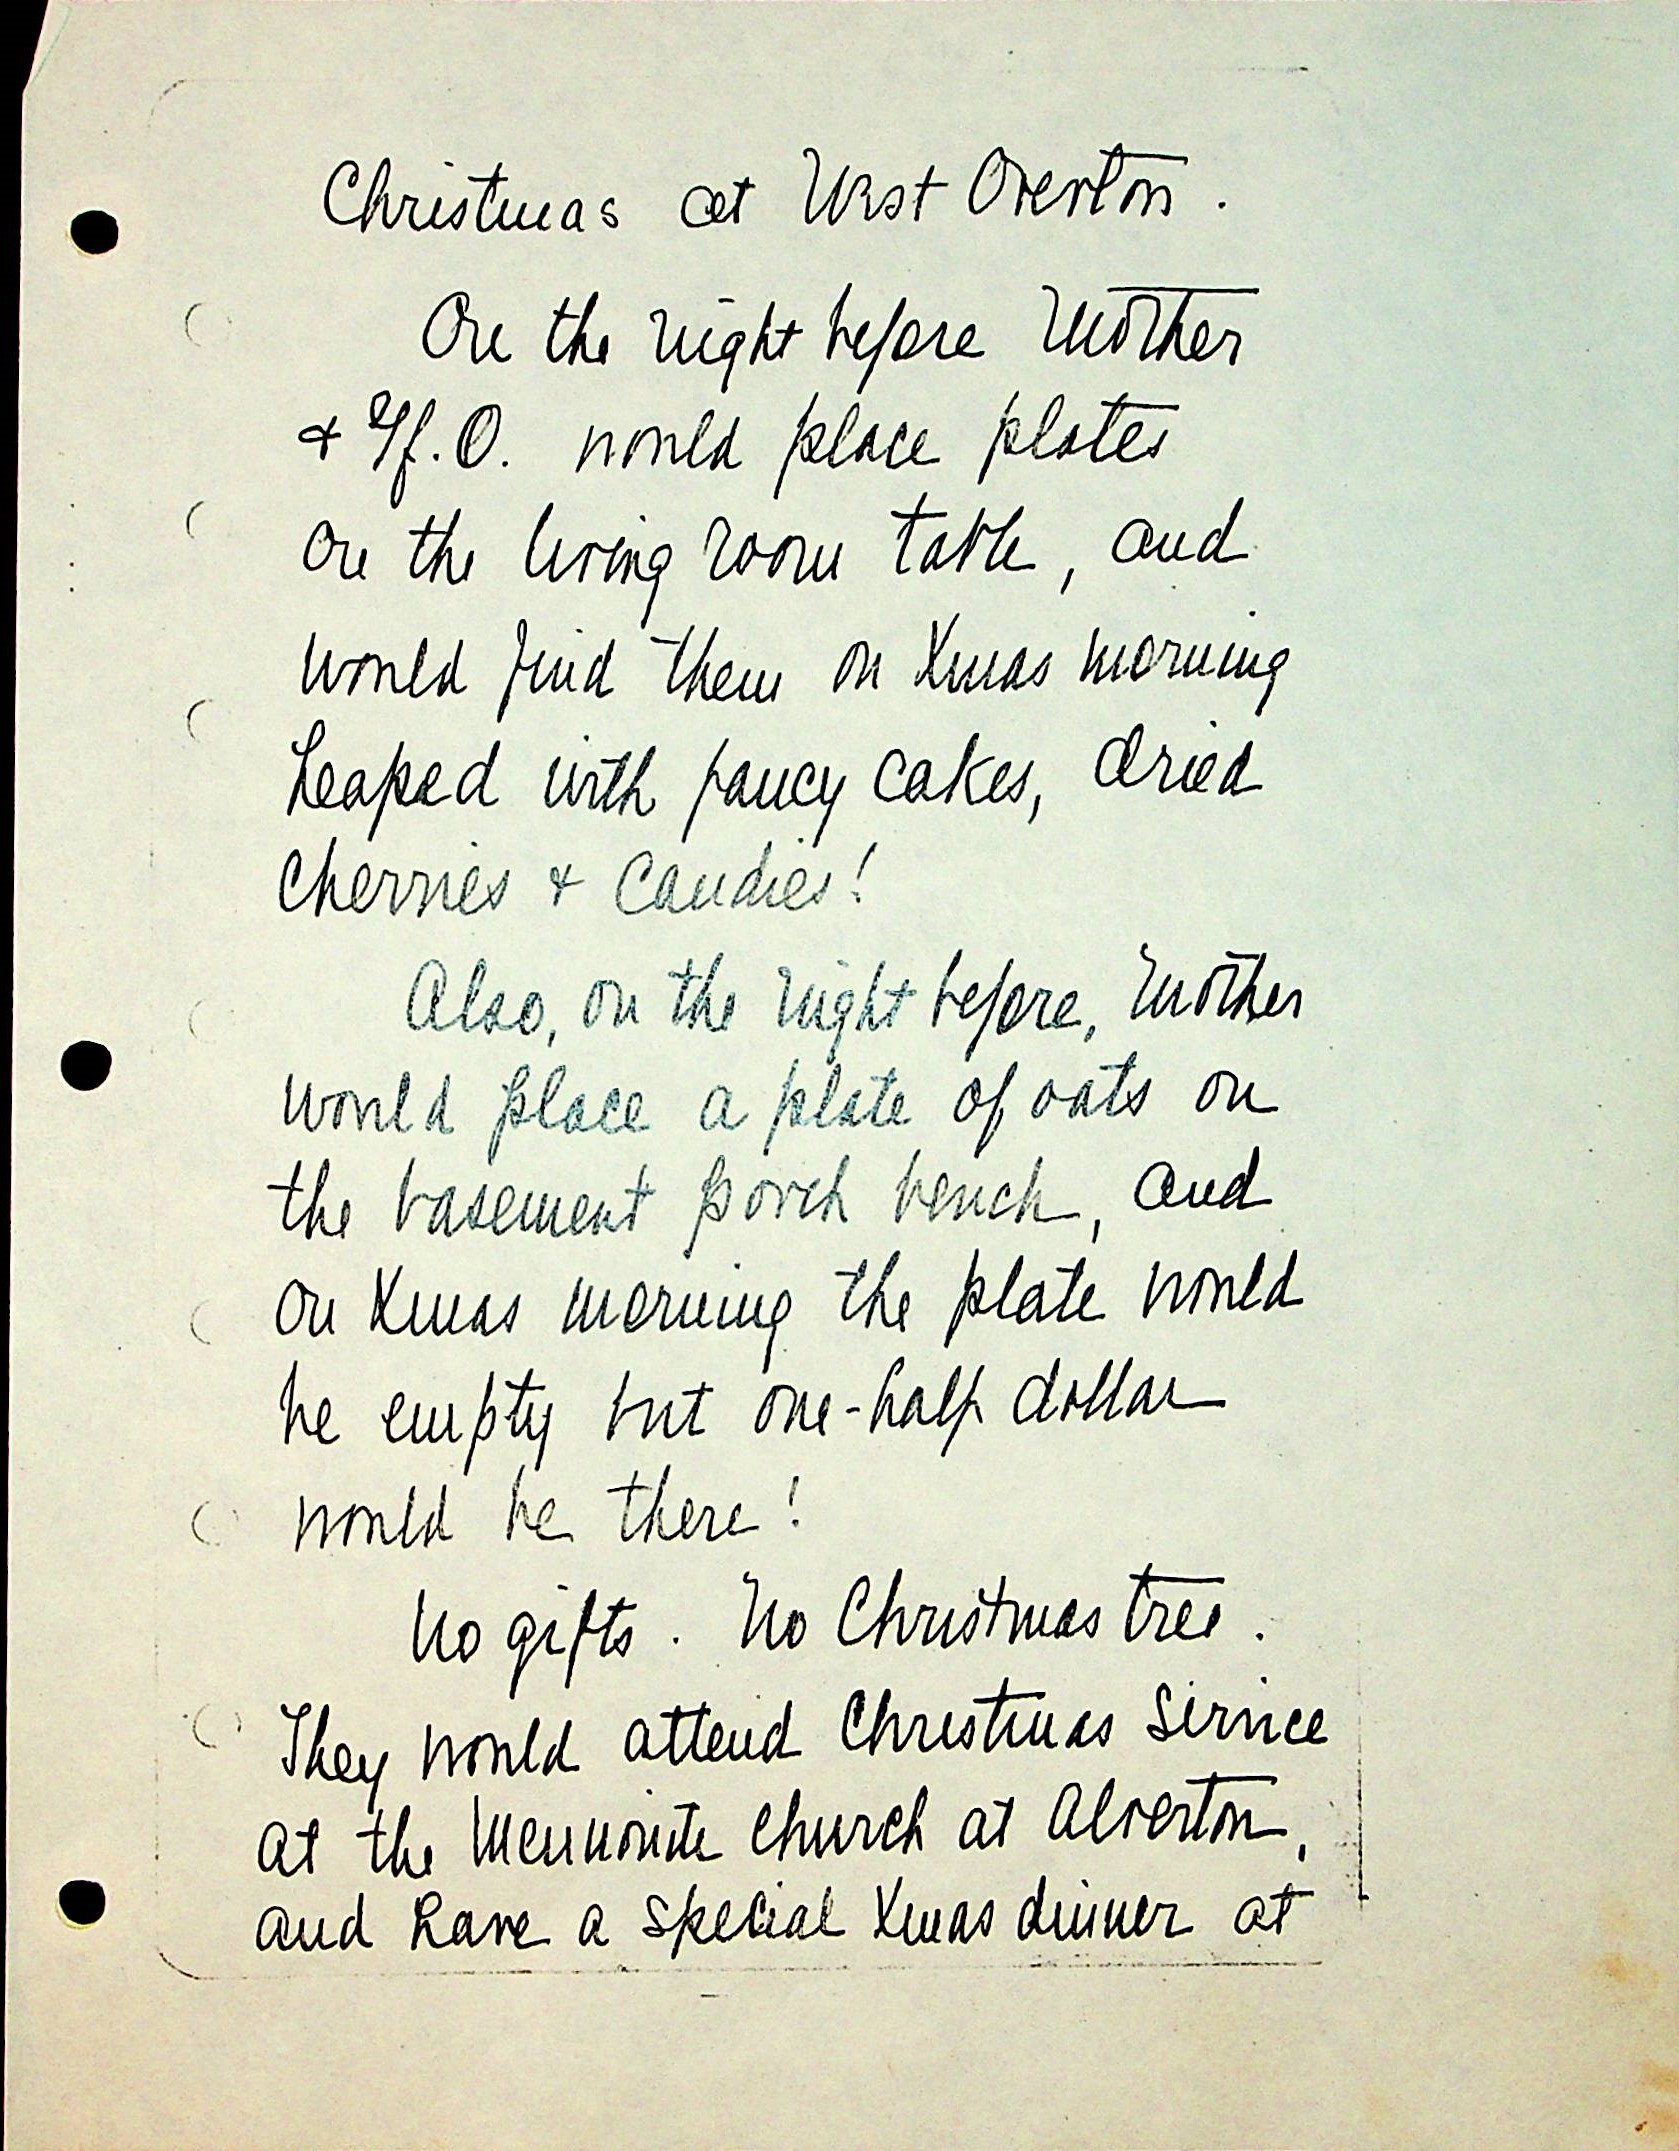 Christmas at West Overton.
On the night before Mother
& H.O. would place plates
on the living room table, and
would find them on Xmas morning
heaped with fancy cakes, dried
cherries & candies!
Also, on the night before, Mother
would place a plate of oats on
the basement porch bench, and
on Xmas morning the plate would
be empty but one-half dollar
would be there!
No gifts. No Christmas tree.
They would attend Christmas service
at the Mennonite Church at Alverton,
and have a special Xmas dinner at